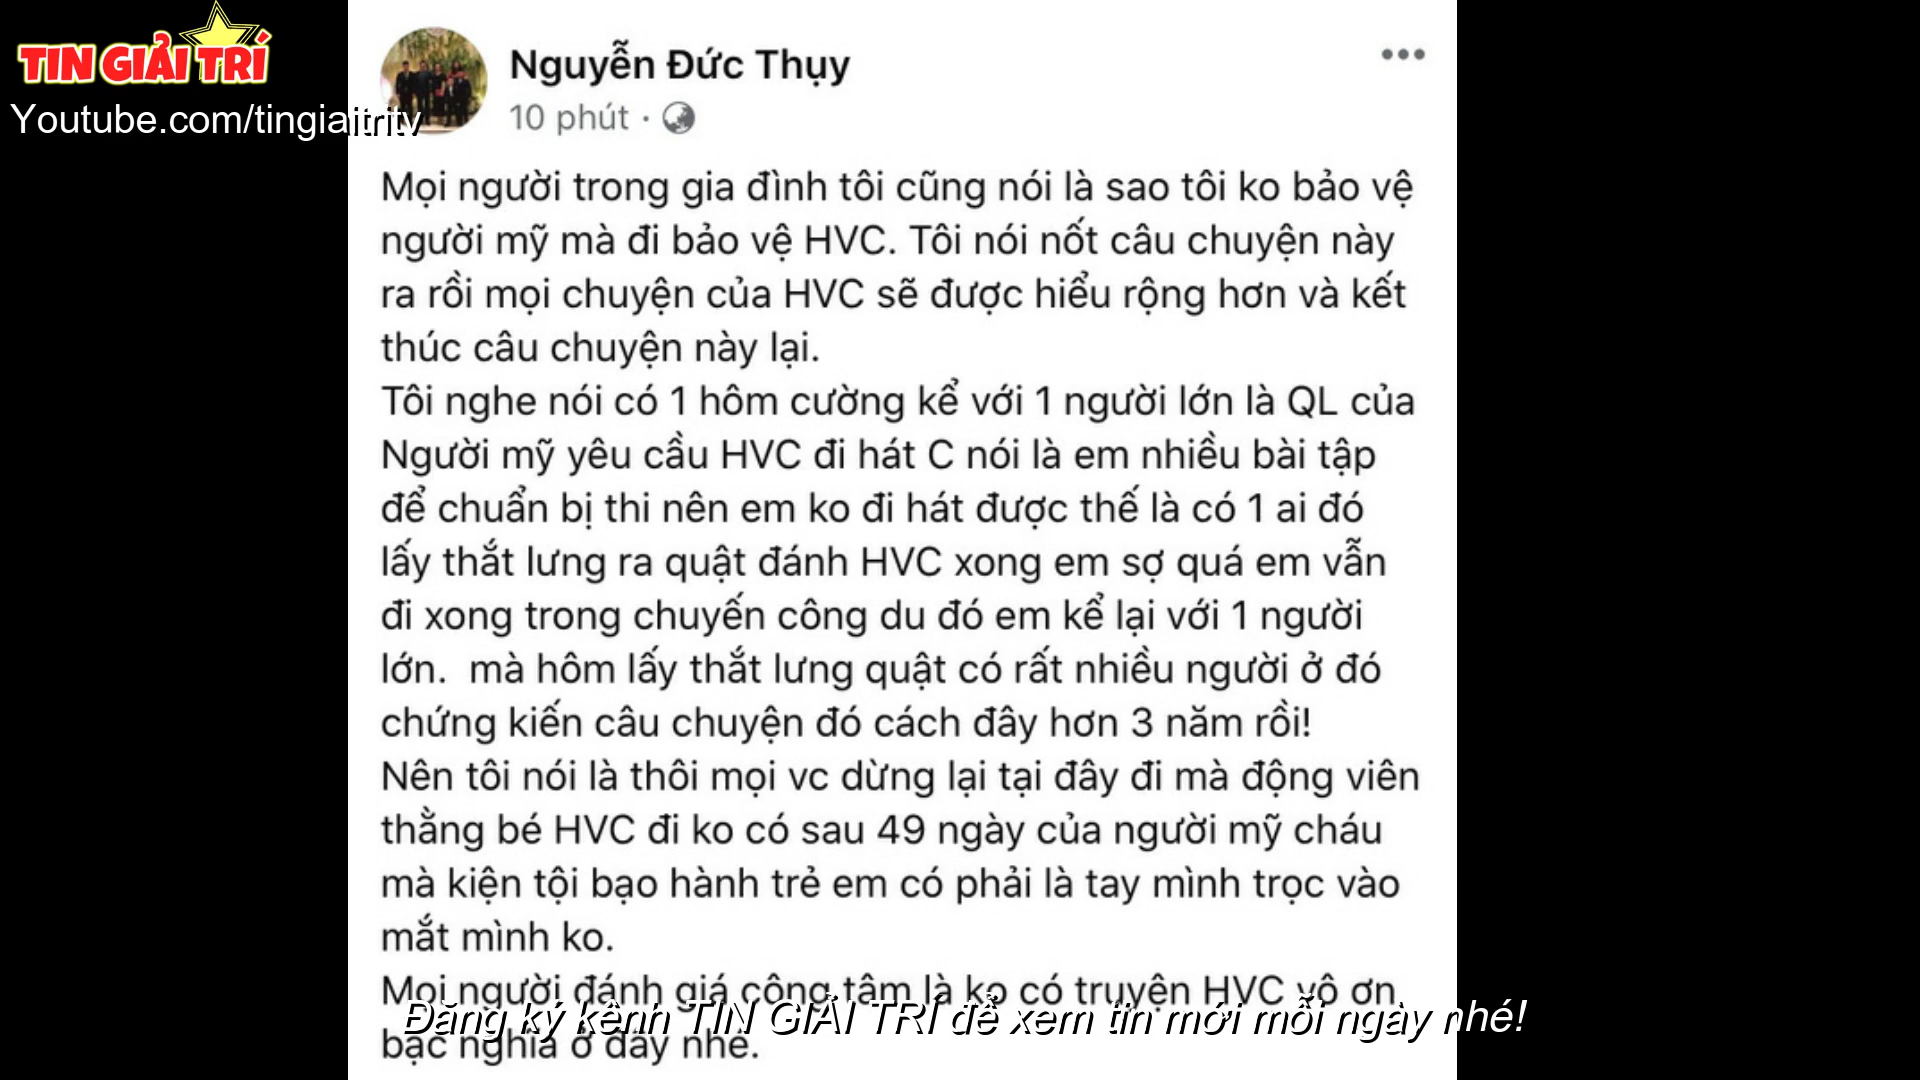 TIN GIẢI TRÍ
Youtube.com/tingiaitritv
Nguyễn Đức Thụy
10 phút ·
Mọi người trong gia đình tôi cũng nói là sao tôi ko bảo vệ
người mỹ mà đi bảo vệ HVC. Tôi nói nốt câu chuyện này
ra rồi mọi chuyện của HVC sẽ được hiểu rộng hơn và kết
thúc câu chuyện này lại.
Tôi nghe nói có 1 hôm cường kể với 1 người lớn là QL của
Người mỹ yêu cầu HVC đi hát C nói là em nhiều bài tập
để chuẩn bị thi nên em ko đi hát được thế là có 1 ai đó
lấy thắt lưng ra quật đánh HVC xong em sợ quá em vẫn
đi xong trong chuyến công du đó em kể lại với 1 người
lớn.  mà hôm lấy thắt lưng quật có rất nhiều người ở đó
chứng kiến câu chuyện đó cách đây hơn 3 năm rồi!
Nên tôi nói là thôi mọi vc dừng lại tại đây đi mà động viên
thằng bé HVC đi ko có sau 49 ngày của người mỹ cháu
mà kiện tội bạo hành trẻ em có phải là tay mình trọc vào
mắt mình ko.
Mọi người đánh giá công tâm là ko có truyện HVC vô ơn
bạc nghĩa ở đây nhé.
Đăng ký kênh TIN GIẢI TRÍ để xem tin mới mỗi ngày nhé!